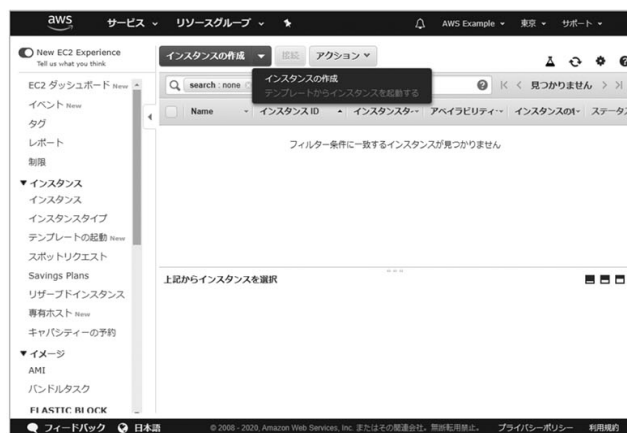 aws サービス リソースグループ AWS Example 東京 サポート
New EC2 Experience
Tell us what you think
EC2 ダッシュボード New
イベント New
タグ
レポート
制限
インスタンス
インスタンス
インスタンスタイプ
テンプレートの起動 New
スポットリクエスト
Savings Plans
リザーブドインスタンス
専有ホスト New
キャパシティーの予約
イメージ
AMI
バンドルタスク
ELASTIC BLOCK
インスタンスの作成 接続 アクション
インスタンスの作成
テンプレートからインスタンスを起動する
search : none 見つかりません
Name インスタンス ID インスタンスター アベイラビリティー インスタンスの ステータス
フィルター条件に一致するインスタンスが見つかりません
上記からインスタンスを選択
フィードバック 日本語 © 2008 - 2020, Amazon Web Services, Inc. またはその関連会社。無断転用禁止。 プライバシーポリシー 利用規約